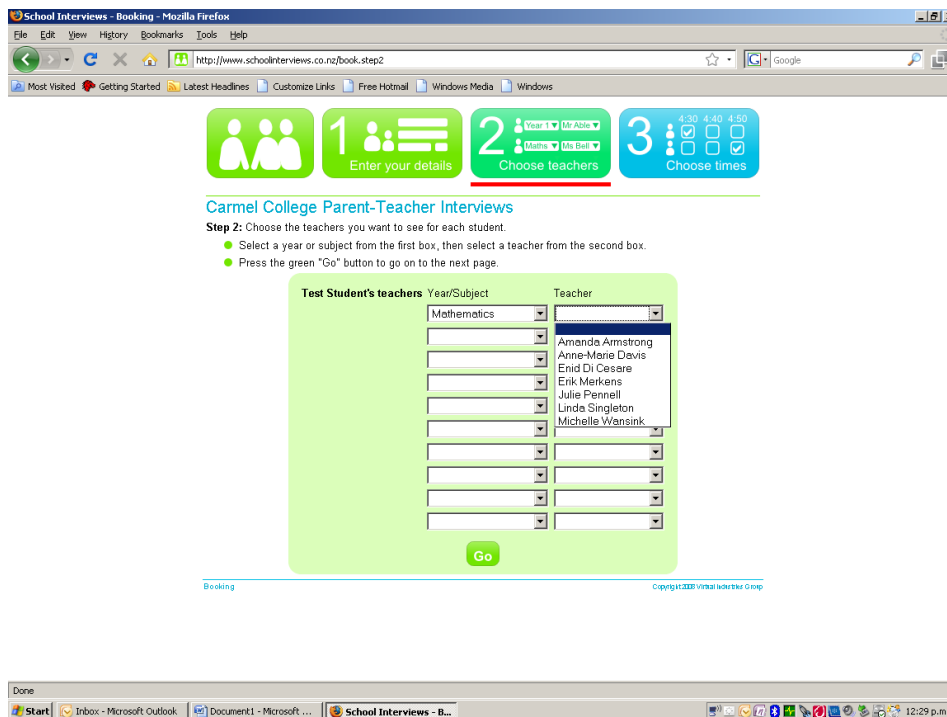 School Interviews - Booking - Mozilla Firefox
File Edit View History Bookmarks Tools Help
http://www.schoolinterviews.co.nz/book.step2
G Google
Most Visited Getting Started Latest Headlines Customize Links Free Hotmail Windows Media Windows
1 Enter your details
2 Year 1 Mr Able Maths Ms Bell Choose teachers
3 4:30 4:40 4:50 Choose times
Carmel College Parent-Teacher Interviews
Step 2: Choose the teachers you want to see for each student.
Select a year or subject from the first box, then select a teacher from the second box.
Press the green "Go" button to go on to the next page.
Test Student's teachers Year/Subject Teacher
Mathematics
Amanda Armstrong
Anne-Marie Davis
Enid Di Cesare
Erik Merkens
Julie Pennell
Linda Singleton
Michelle Wansink
Go
Booking Copyright 2008 Virtual Industries Group
Done
Start Inbox - Microsoft Outlook Document1 - Microsoft ... School Interviews - B... 12:29 p.m